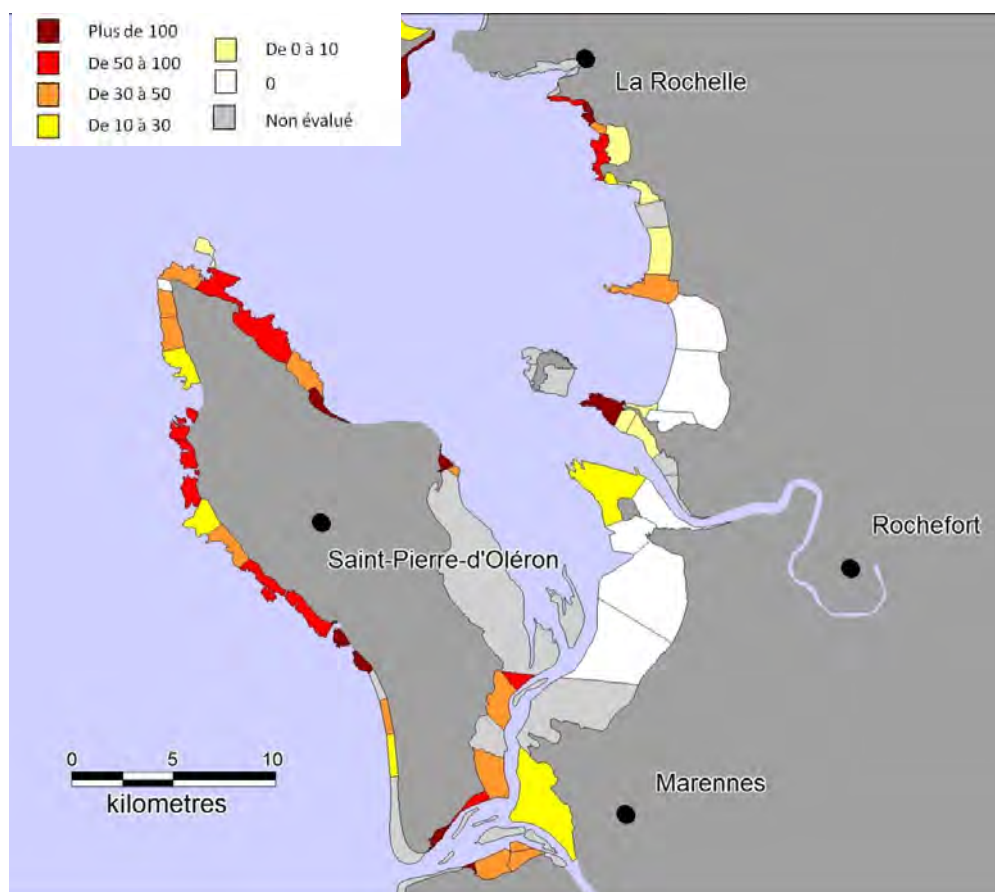 Plus de 100
De 50 à 100
De 30 à 50
De 10 à 30
De 0 à 10
0
Non évalué
La Rochelle
Rochefort
Saint-Pierre-d'Oléron
Marennes
0 5 10
kilometres